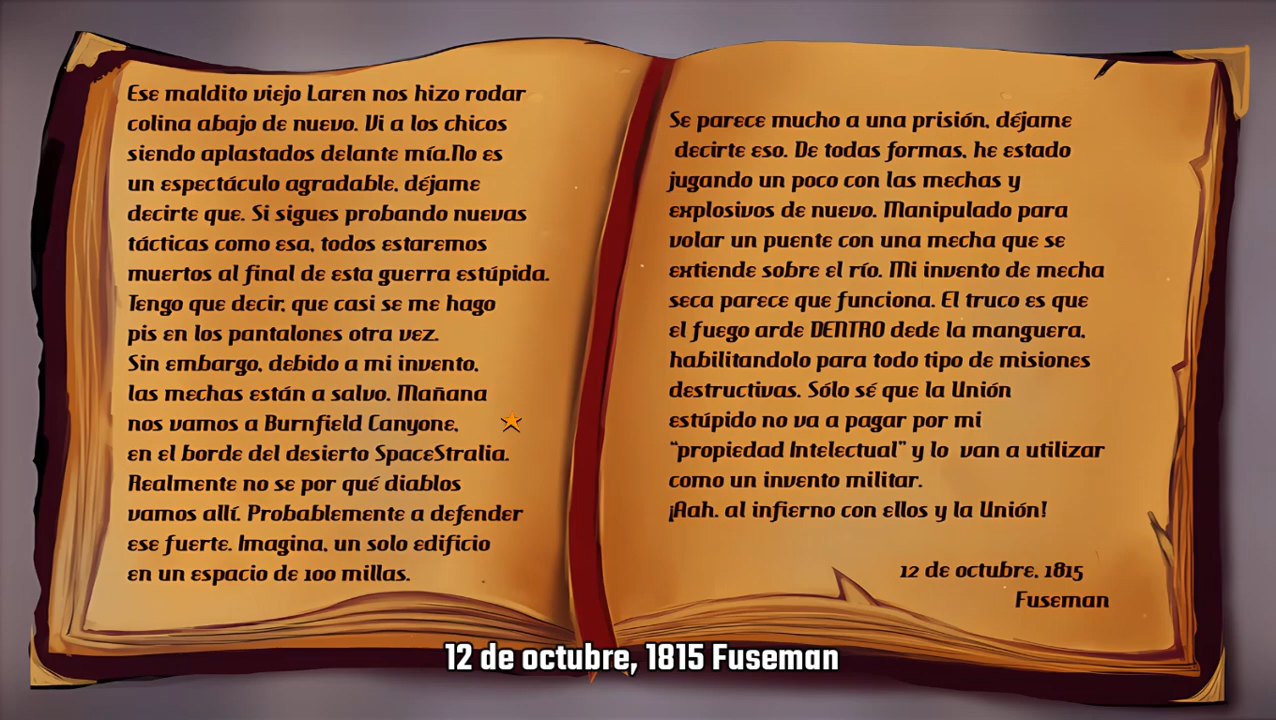 Ese maldito viejo Laren nos hizo rodar
colina abajo de nuevo. Vi a los chicos
siendo aplastados delante mía.No es
un espectáculo agradable, déjame
decirte que. Si sigues probando nuevas
tácticas como esa, todos estaremos
muertos al final de esta guerra estúpida.
Tengo que decir, que casi se me hago
pis en los pantalones otra vez.
Sin embargo, debido a mi invento,
las mechas están a salvo. Mañana
nos vamos a Burnfield Canyone,
en el borde del desierto SpaceStralia.
Realmente no se por qué diablos
vamos allí. Probablemente a defender
ese fuerte. Imagina, un solo edificio
en un espacio de 100 millas.
Se parece mucho a una prisión, déjame
decirte eso. De todas formas, he estado
jugando un poco con las mechas y
explosivos de nuevo. Manipulado para
volar un puente con una mecha que se
extiende sobre el río. Mi invento de mecha
seca parece que funciona. El truco es que
el fuego arde DENTRO dede la manguera,
habilitandolo para todo tipo de misiones
destructivas. Sólo sé que la Unión
estúpido no va a pagar por mi
“propiedad Intelectual” y lo van a utilizar
como un invento militar.
¡Aah, al infierno con ellos y la Unión!
12 de octubre, 1815
Fuseman
12 de octubre, 1815 Fuseman